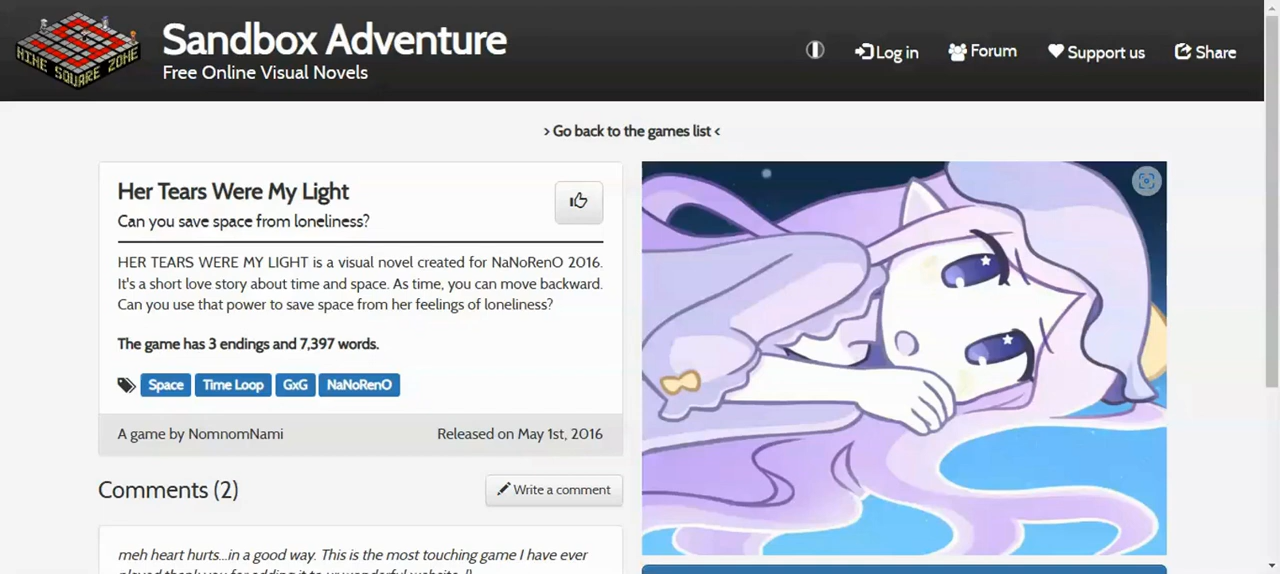 NINE SQUARE ZONE
Sandbox Adventure
Free Online Visual Novels
Log in
Forum
Support us
Share
> Go back to the games list <
Her Tears Were My Light
Can you save space from loneliness?
HER TEARS WERE MY LIGHT is a visual novel created for NaNoRenO 2016.
It's a short love story about time and space. As time, you can move backward.
Can you use that power to save space from her feelings of loneliness?
The game has 3 endings and 7,397 words.
Space Time Loop GxG NaNoRenO
A game by NomnomNami
Released on May 1st, 2016
Comments (2)
Write a comment
meh heart hurts...in a good way. This is the most touching game I have ever